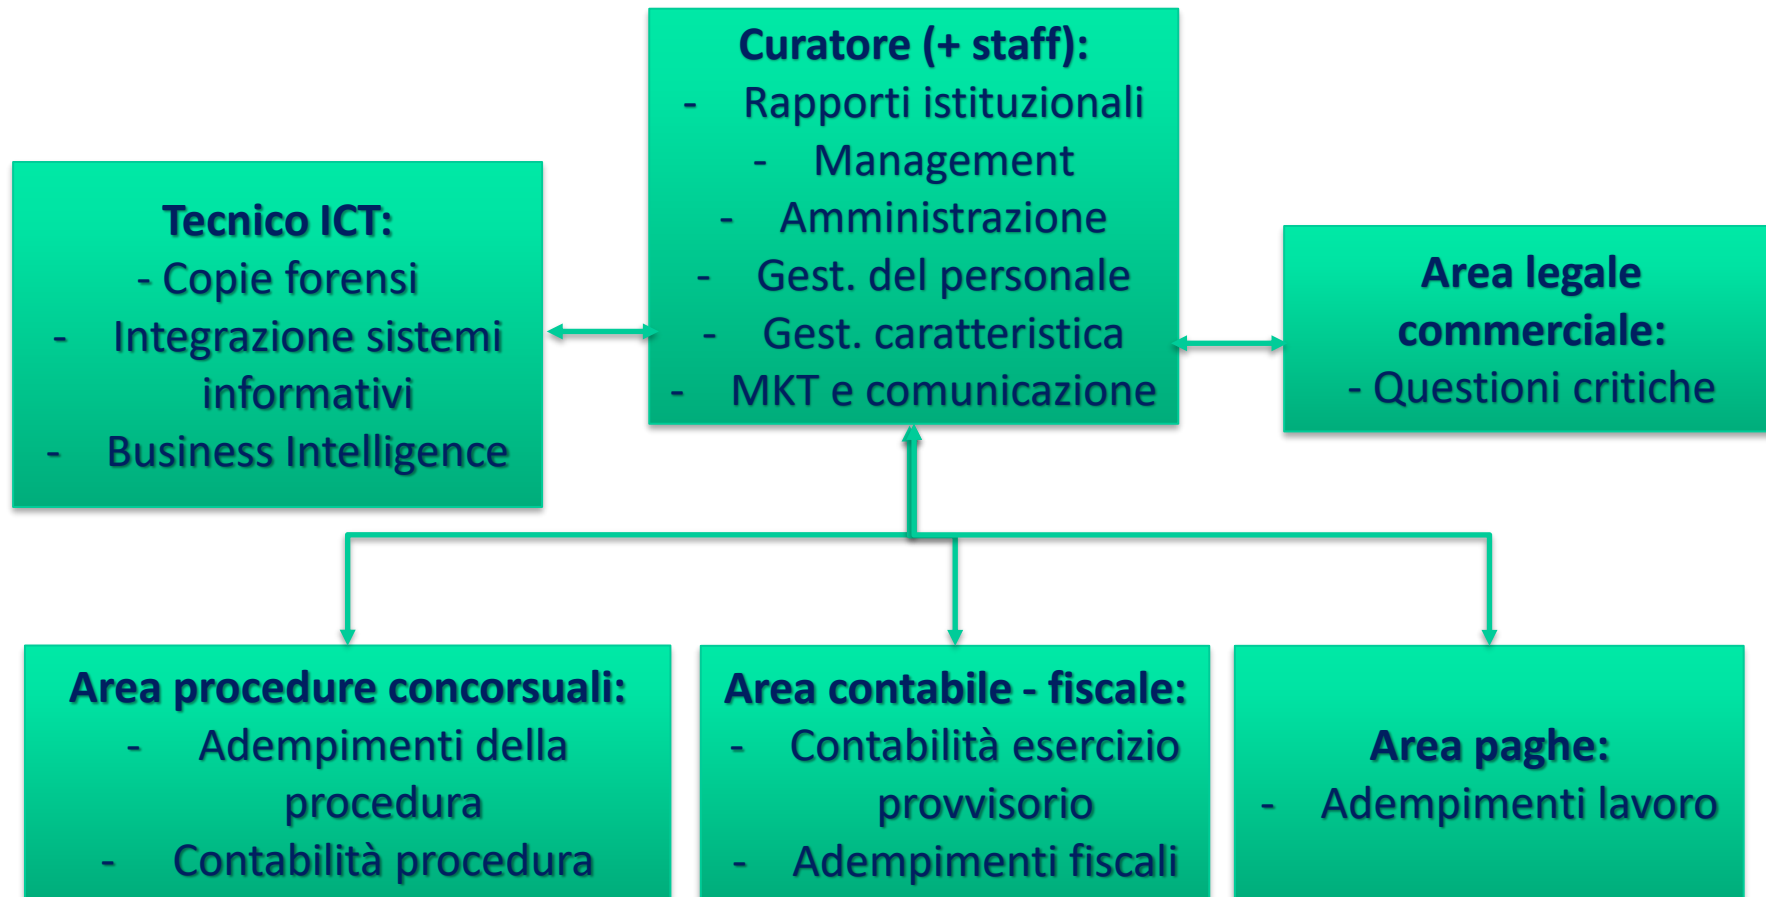 Curatore (+ staff):
- Rapporti istituzionali
- Management
- Amministrazione
- Gest. del personale
- Gest. caratteristica
- MKT e comunicazione
Tecnico ICT:
- Copie forensi
- Integrazione sistemi
informativi
- Business Intelligence
Area legale
commerciale:
- Questioni critiche
Area procedure concorsuali:
- Adempimenti della
procedura
- Contabilità procedura
Area contabile - fiscale:
- Contabilità esercizio
provvisorio
- Adempimenti fiscali
Area paghe:
- Adempimenti lavoro